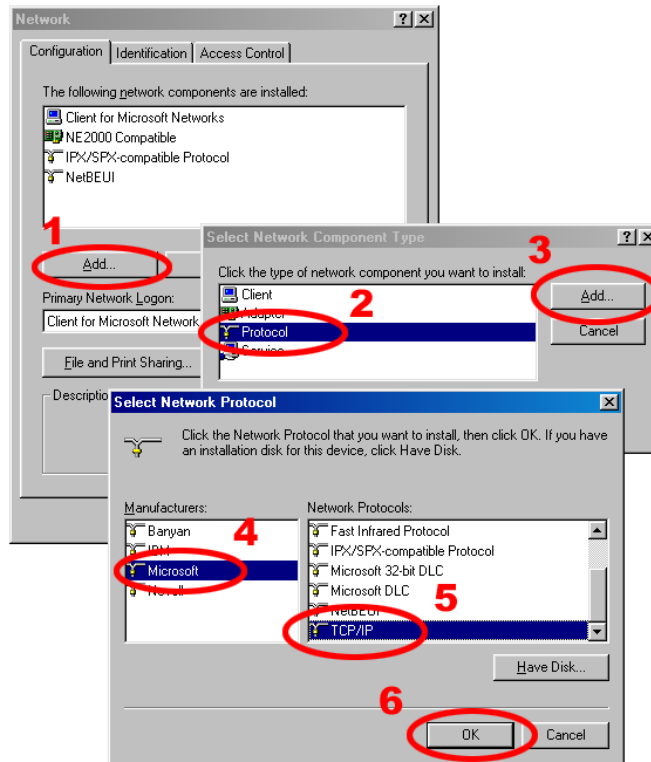 Network
Configuration Identification Access Control
The following network components are installed:
Client for Microsoft Networks
NE2000 Compatible
IPX/SPX-compatible Protocol
NetBEUI
1
Add...
Primary Network Logon:
Client for Microsoft Network
File and Print Sharing...
Select Network Component Type
3
Click the type of network component you want to install:
Client
2
Adapter
Protocol
Service
Add...
Cancel
Select Network Protocol
Click the Network Protocol that you want to install, then click OK. If you have
an installation disk for this device, click Have Disk.
Manufacturers:
Banyan
4
IBM
Microsoft
Novell
Network Protocols:
Fast Infrared Protocol
IPX/SPX-compatible Protocol
Microsoft 32-bit DLC
Microsoft DLC
5
NetBEUI
TCP/IP
Have Disk...
6
OK Cancel